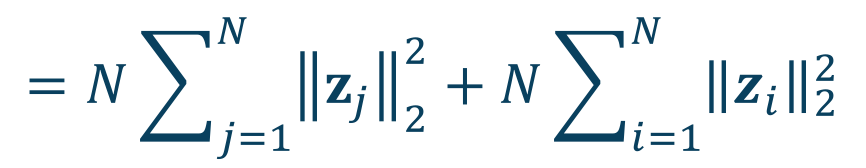 = N ∑_{j=1}^{N} ‖𝐳_j‖_2^2 + N ∑_{i=1}^{N} ‖𝒛_i‖_2^2